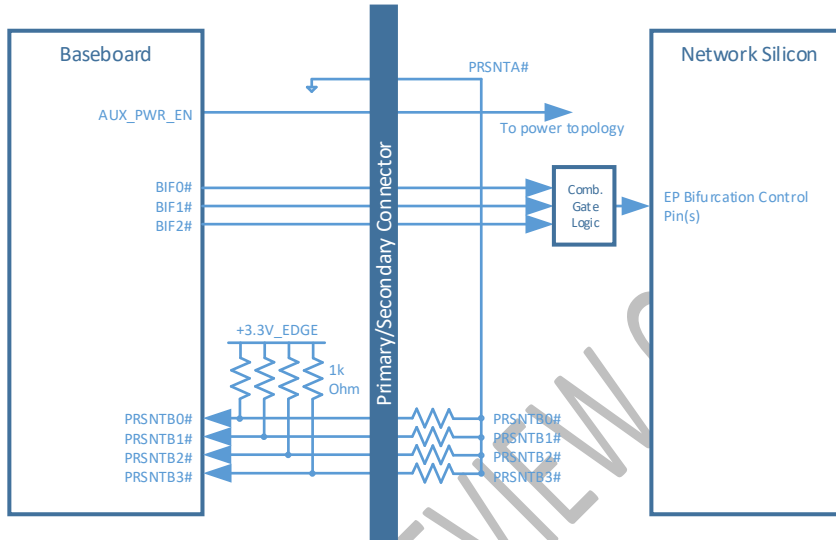 Baseboard
Network Silicon
PRSNTA#
AUX_PWR_EN
To power topology
Primary/Secondary Connector
BIF0#
BIF1#
BIF2#
Comb.
Gate
Logic
EP Bifurcation Control
Pin(s)
+3.3V_EDGE
1k
Ohm
PRSNTB0#
PRSNTB1#
PRSNTB2#
PRSNTB3#
PRSNTB0#
PRSNTB1#
PRSNTB2#
PRSNTB3#